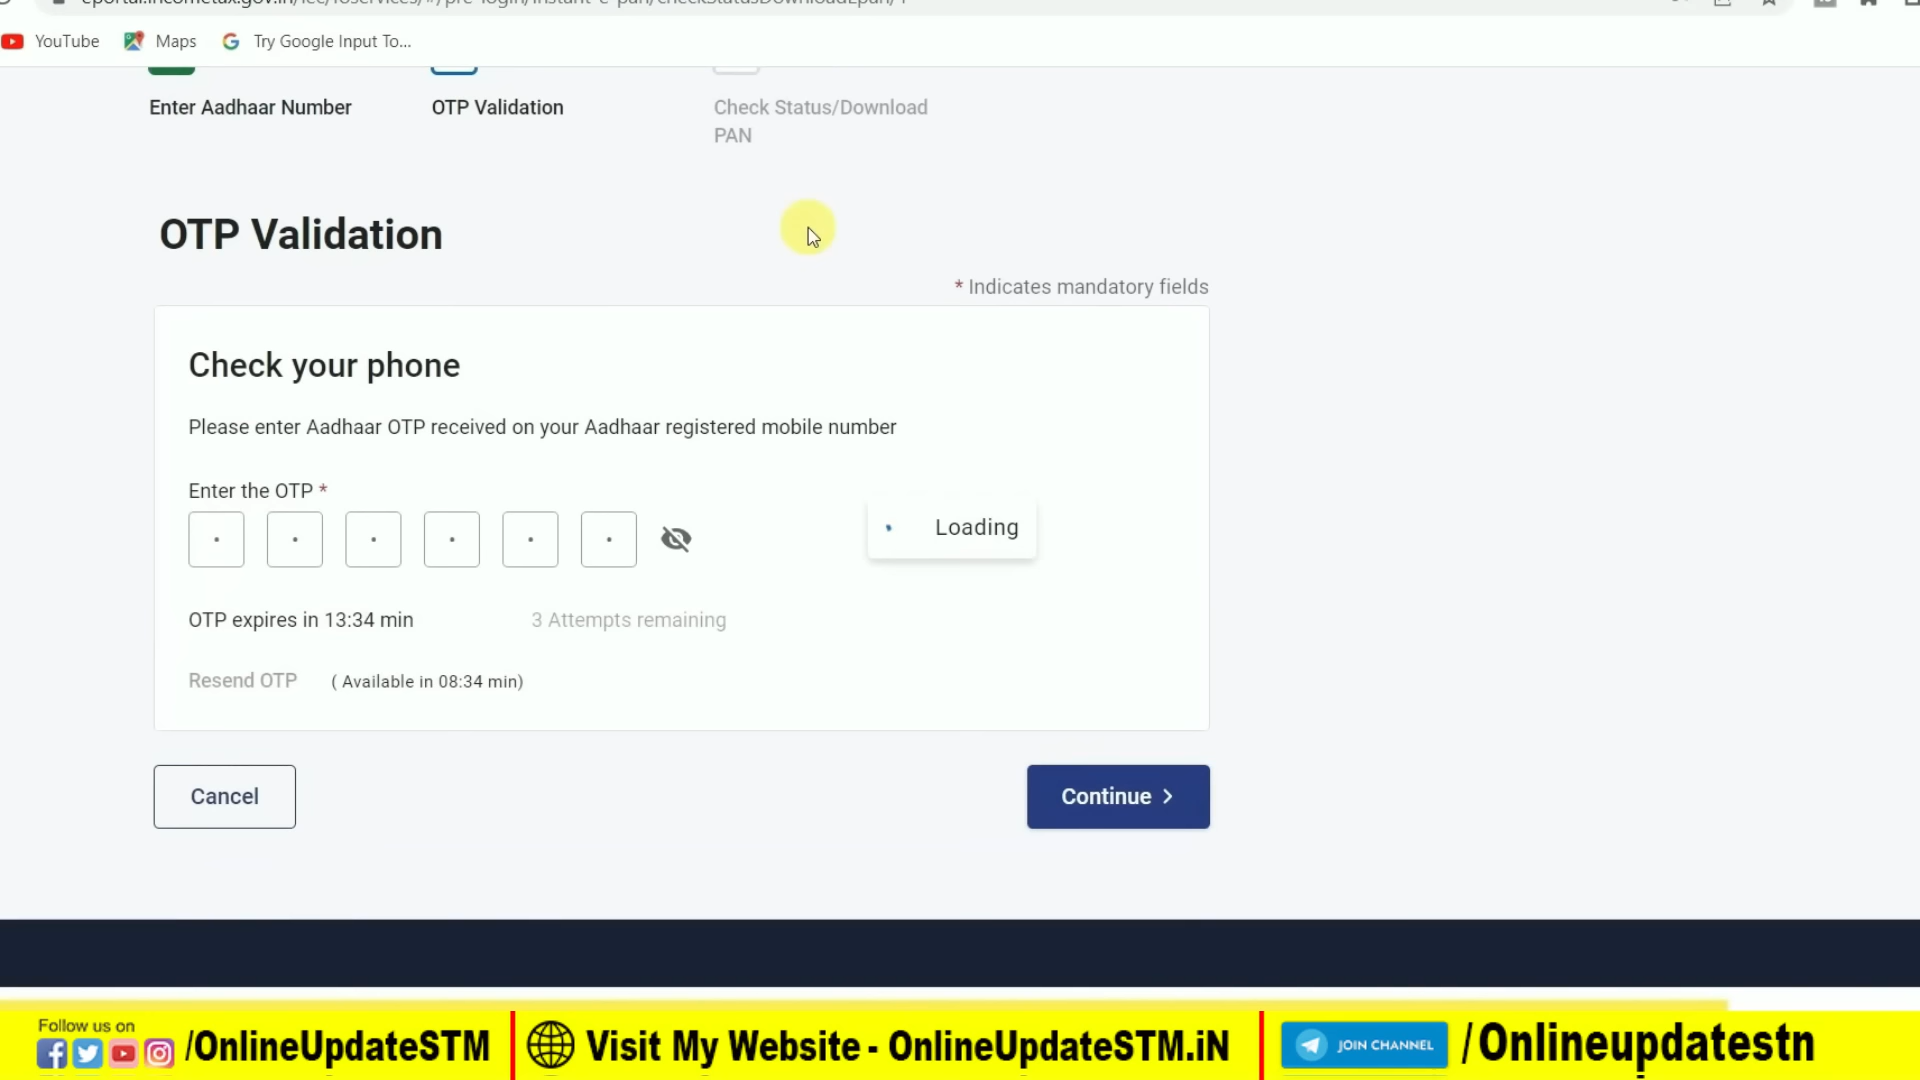 YouTube Maps Try Google Input To...
Enter Aadhaar Number OTP Validation Check Status/Download
PAN
OTP Validation
* Indicates mandatory fields
Check your phone
Please enter Aadhaar OTP received on your Aadhaar registered mobile number
Enter the OTP *
Loading
OTP expires in 13:34 min 3 Attempts remaining
Resend OTP ( Available in 08:34 min)
Cancel Continue
Follow us on
/OnlineUpdateSTM Visit My Website - OnlineUpdateSTM.iN JOIN CHANNEL /Onlineupdatestn